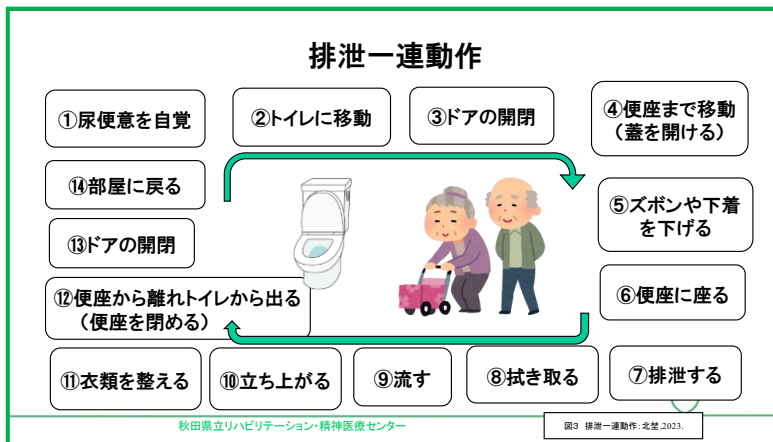 排泄一連動作
①尿便意を自覚
②トイレに移動
③ドアの開閉
④便座まで移動
(蓋を開ける)
⑤ズボンや下着
を下げる
⑥便座に座る
⑦排泄する
⑧拭き取る
⑨流す
⑩立ち上がる
⑪衣類を整える
⑫便座から離れトイレから出る
(便座を閉める)
⑬ドアの開閉
⑭部屋に戻る
秋田県立リハビリテーション・精神医療センター
図3 排泄一連動作:北埜,2023.